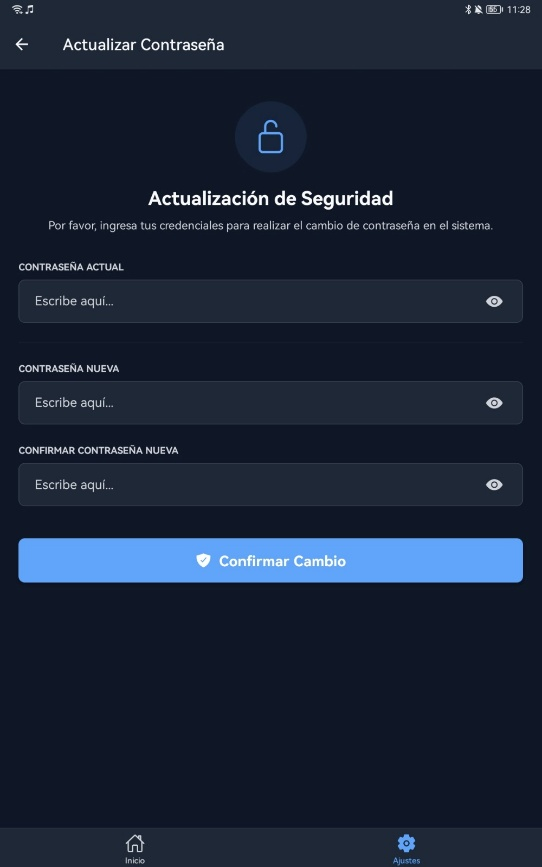 11:28
Actualizar Contraseña
Actualización de Seguridad
Por favor, ingresa tus credenciales para realizar el cambio de contraseña en el sistema.
CONTRASEÑA ACTUAL
Escribe aquí...
CONTRASEÑA NUEVA
Escribe aquí...
CONFIRMAR CONTRASEÑA NUEVA
Escribe aquí...
Confirmar Cambio
Inicio
Ajustes